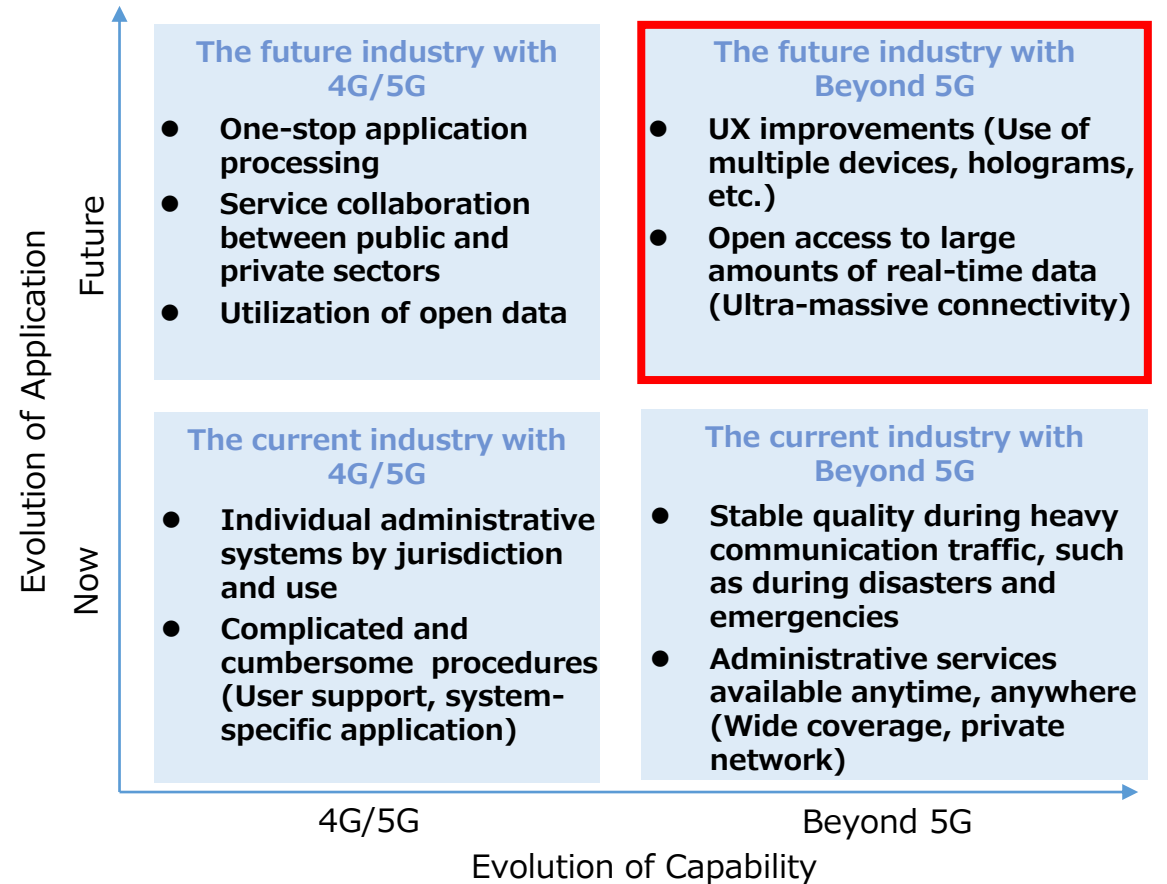 The future industry with
4G/5G
● One-stop application
processing
● Service collaboration
between public and
private sectors
● Utilization of open data
The future industry with
Beyond 5G
● UX improvements (Use of
multiple devices, holograms,
etc.)
● Open access to large
amounts of real-time data
(Ultra-massive connectivity)
The current industry with
4G/5G
● Individual administrative
systems by jurisdiction
and use
● Complicated and
cumbersome procedures
(User support, system-
specific application)
The current industry with
Beyond 5G
● Stable quality during heavy
communication traffic, such
as during disasters and
emergencies
● Administrative services
available anytime, anywhere
(Wide coverage, private
network)
Evolution of Application
Future
Now
4G/5G
Beyond 5G
Evolution of Capability